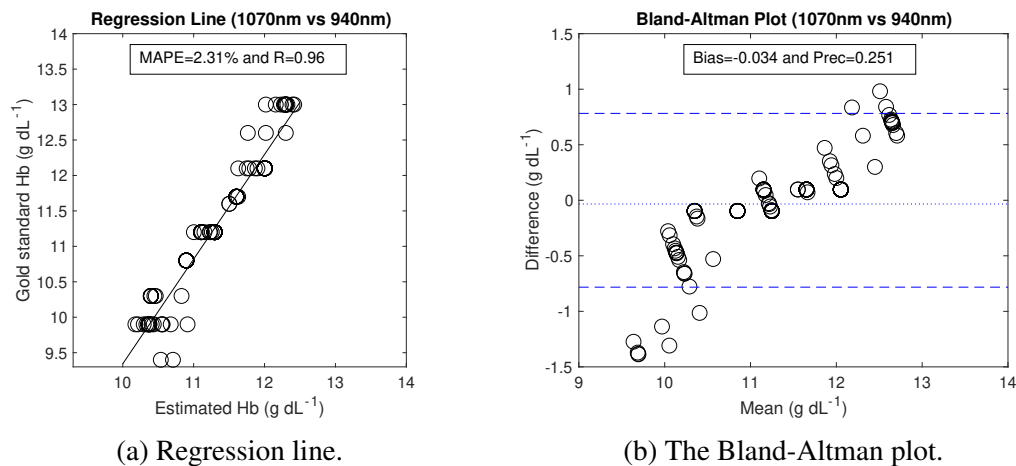 Regression Line (1070nm vs 940nm)
MAPE=2.31% and R=0.96
Gold standard Hb (g dL⁻¹)
14
13.5
13
12.5
12
11.5
11
10.5
10
9.5
10 11 12 13 14
Estimated Hb (g dL⁻¹)
(a) Regression line.
Bland-Altman Plot (1070nm vs 940nm)
Bias=-0.034 and Prec=0.251
Difference (g dL⁻¹)
1.5
1
0.5
0
-0.5
-1
-1.5
9 10 11 12 13 14
Mean (g dL⁻¹)
(b) The Bland-Altman plot.